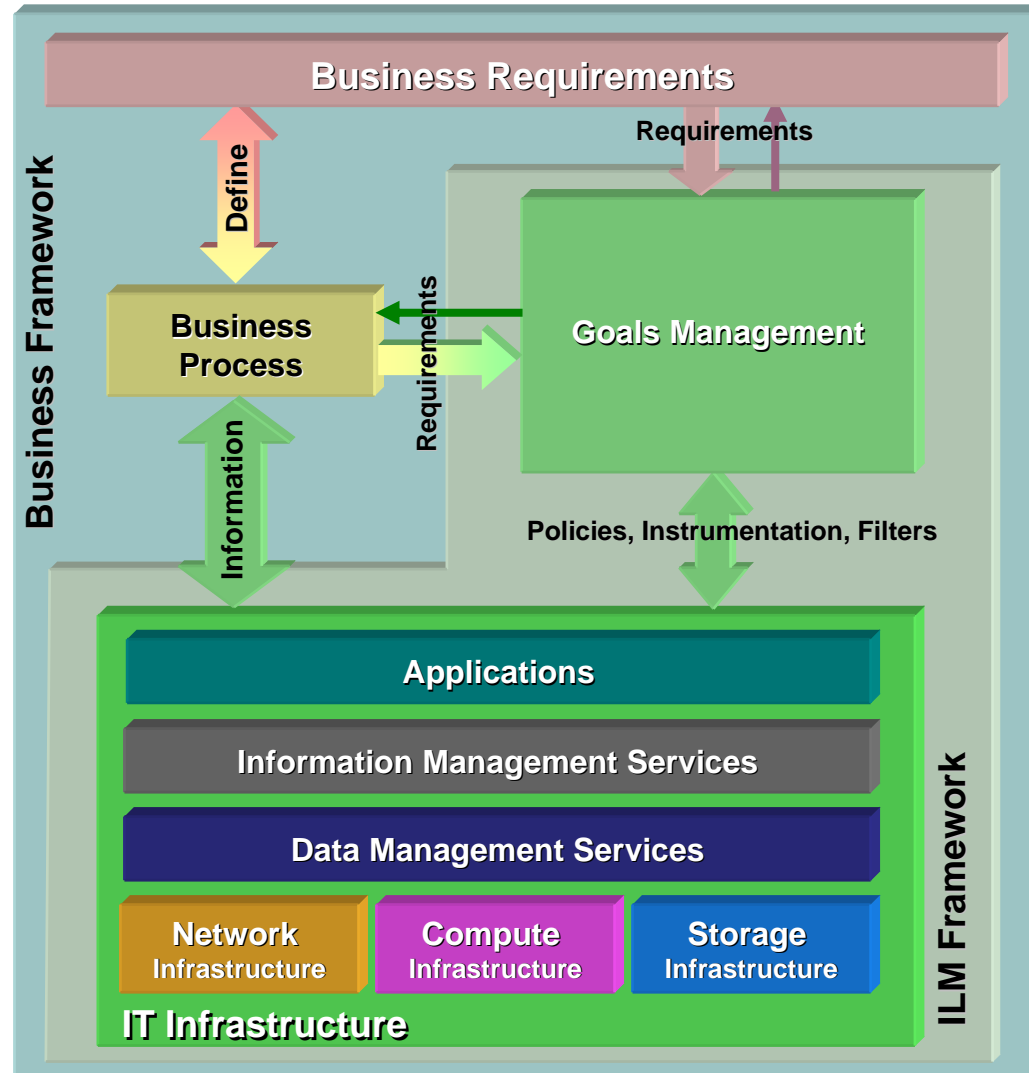 Business Requirements
Requirements
Business Framework
Define
Business
Process
Requirements
Goals Management
Information
Policies, Instrumentation, Filters
Applications
Information Management Services
Data Management Services
Network
Infrastructure
Compute
Infrastructure
Storage
Infrastructure
IT Infrastructure
ILM Framework